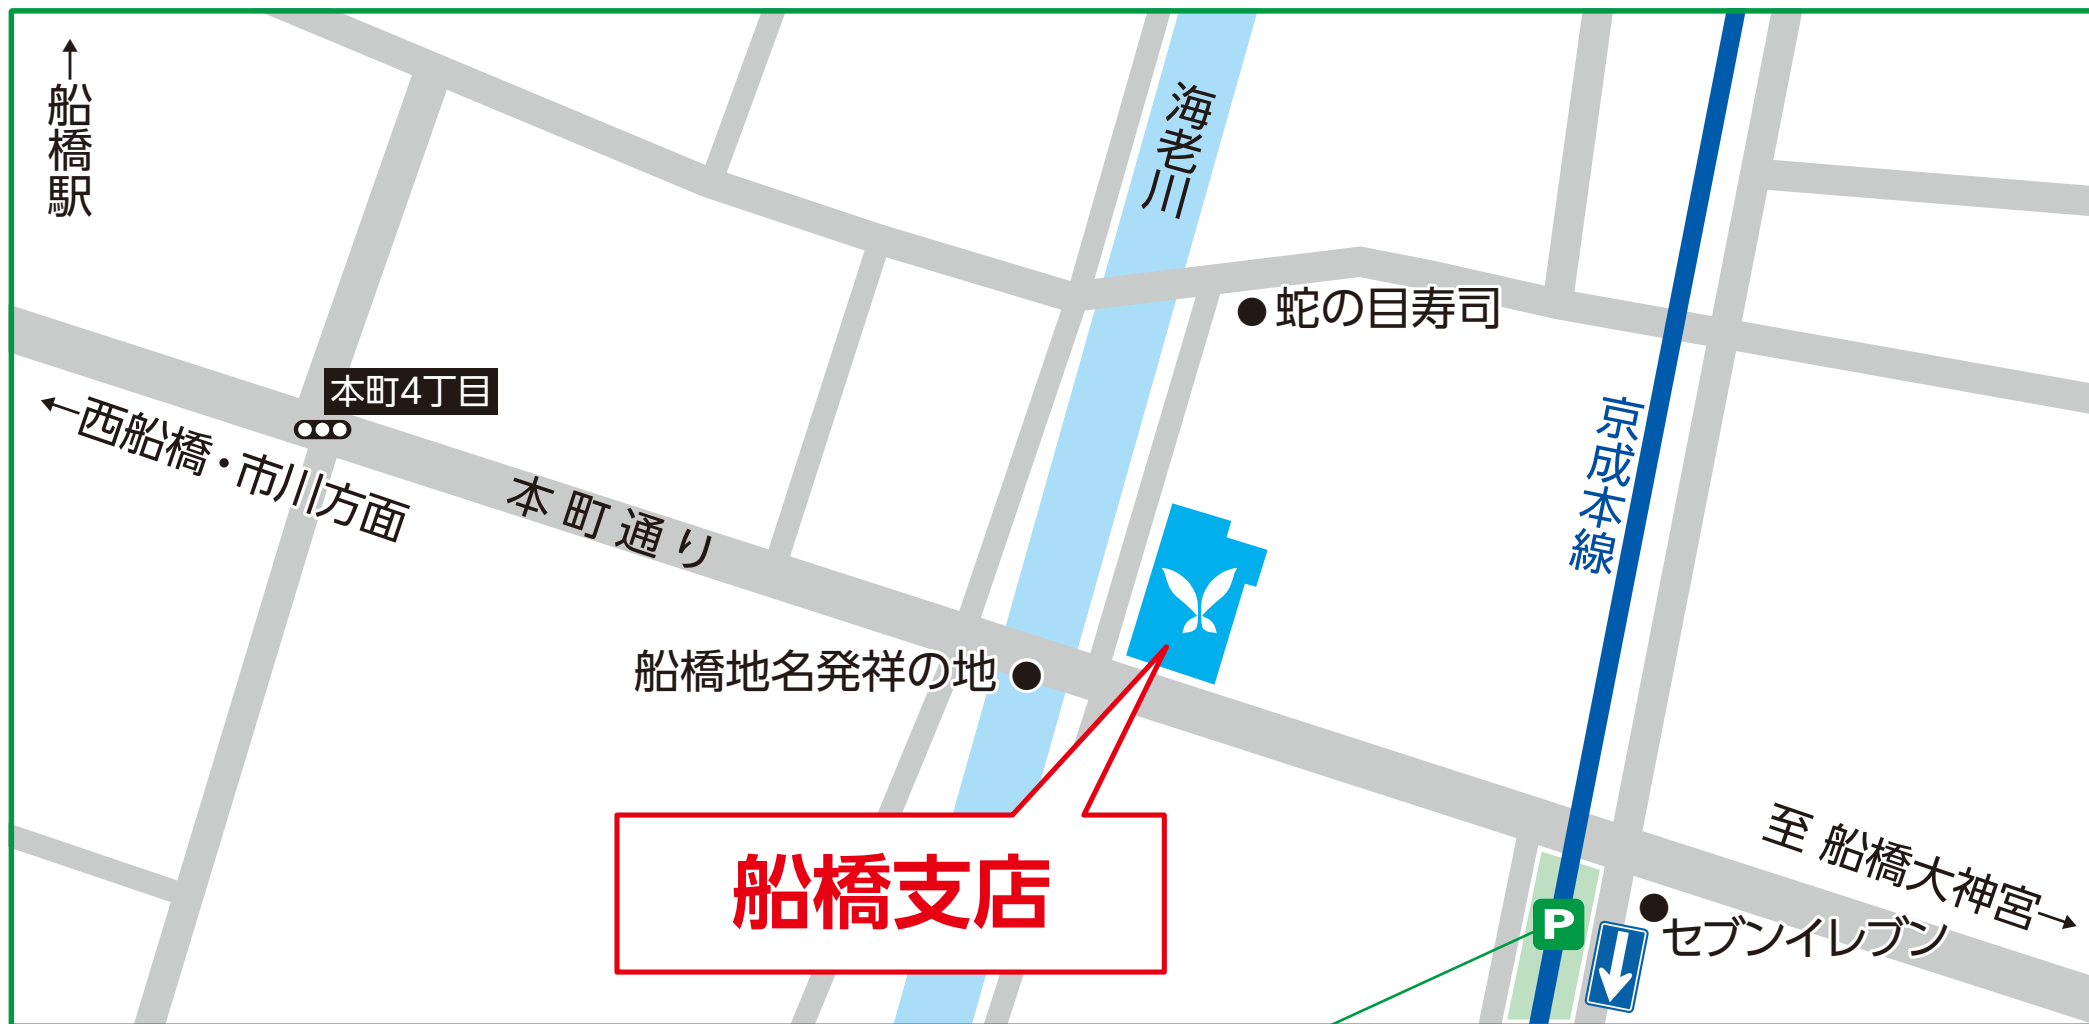 ←船橋駅
海老川
蛇の目寿司
本町4丁目
←西船橋・市川方面
本町通り
京成本線
船橋地名発祥の地
船橋支店
至 船橋大神宮→
セブンイレブン
P